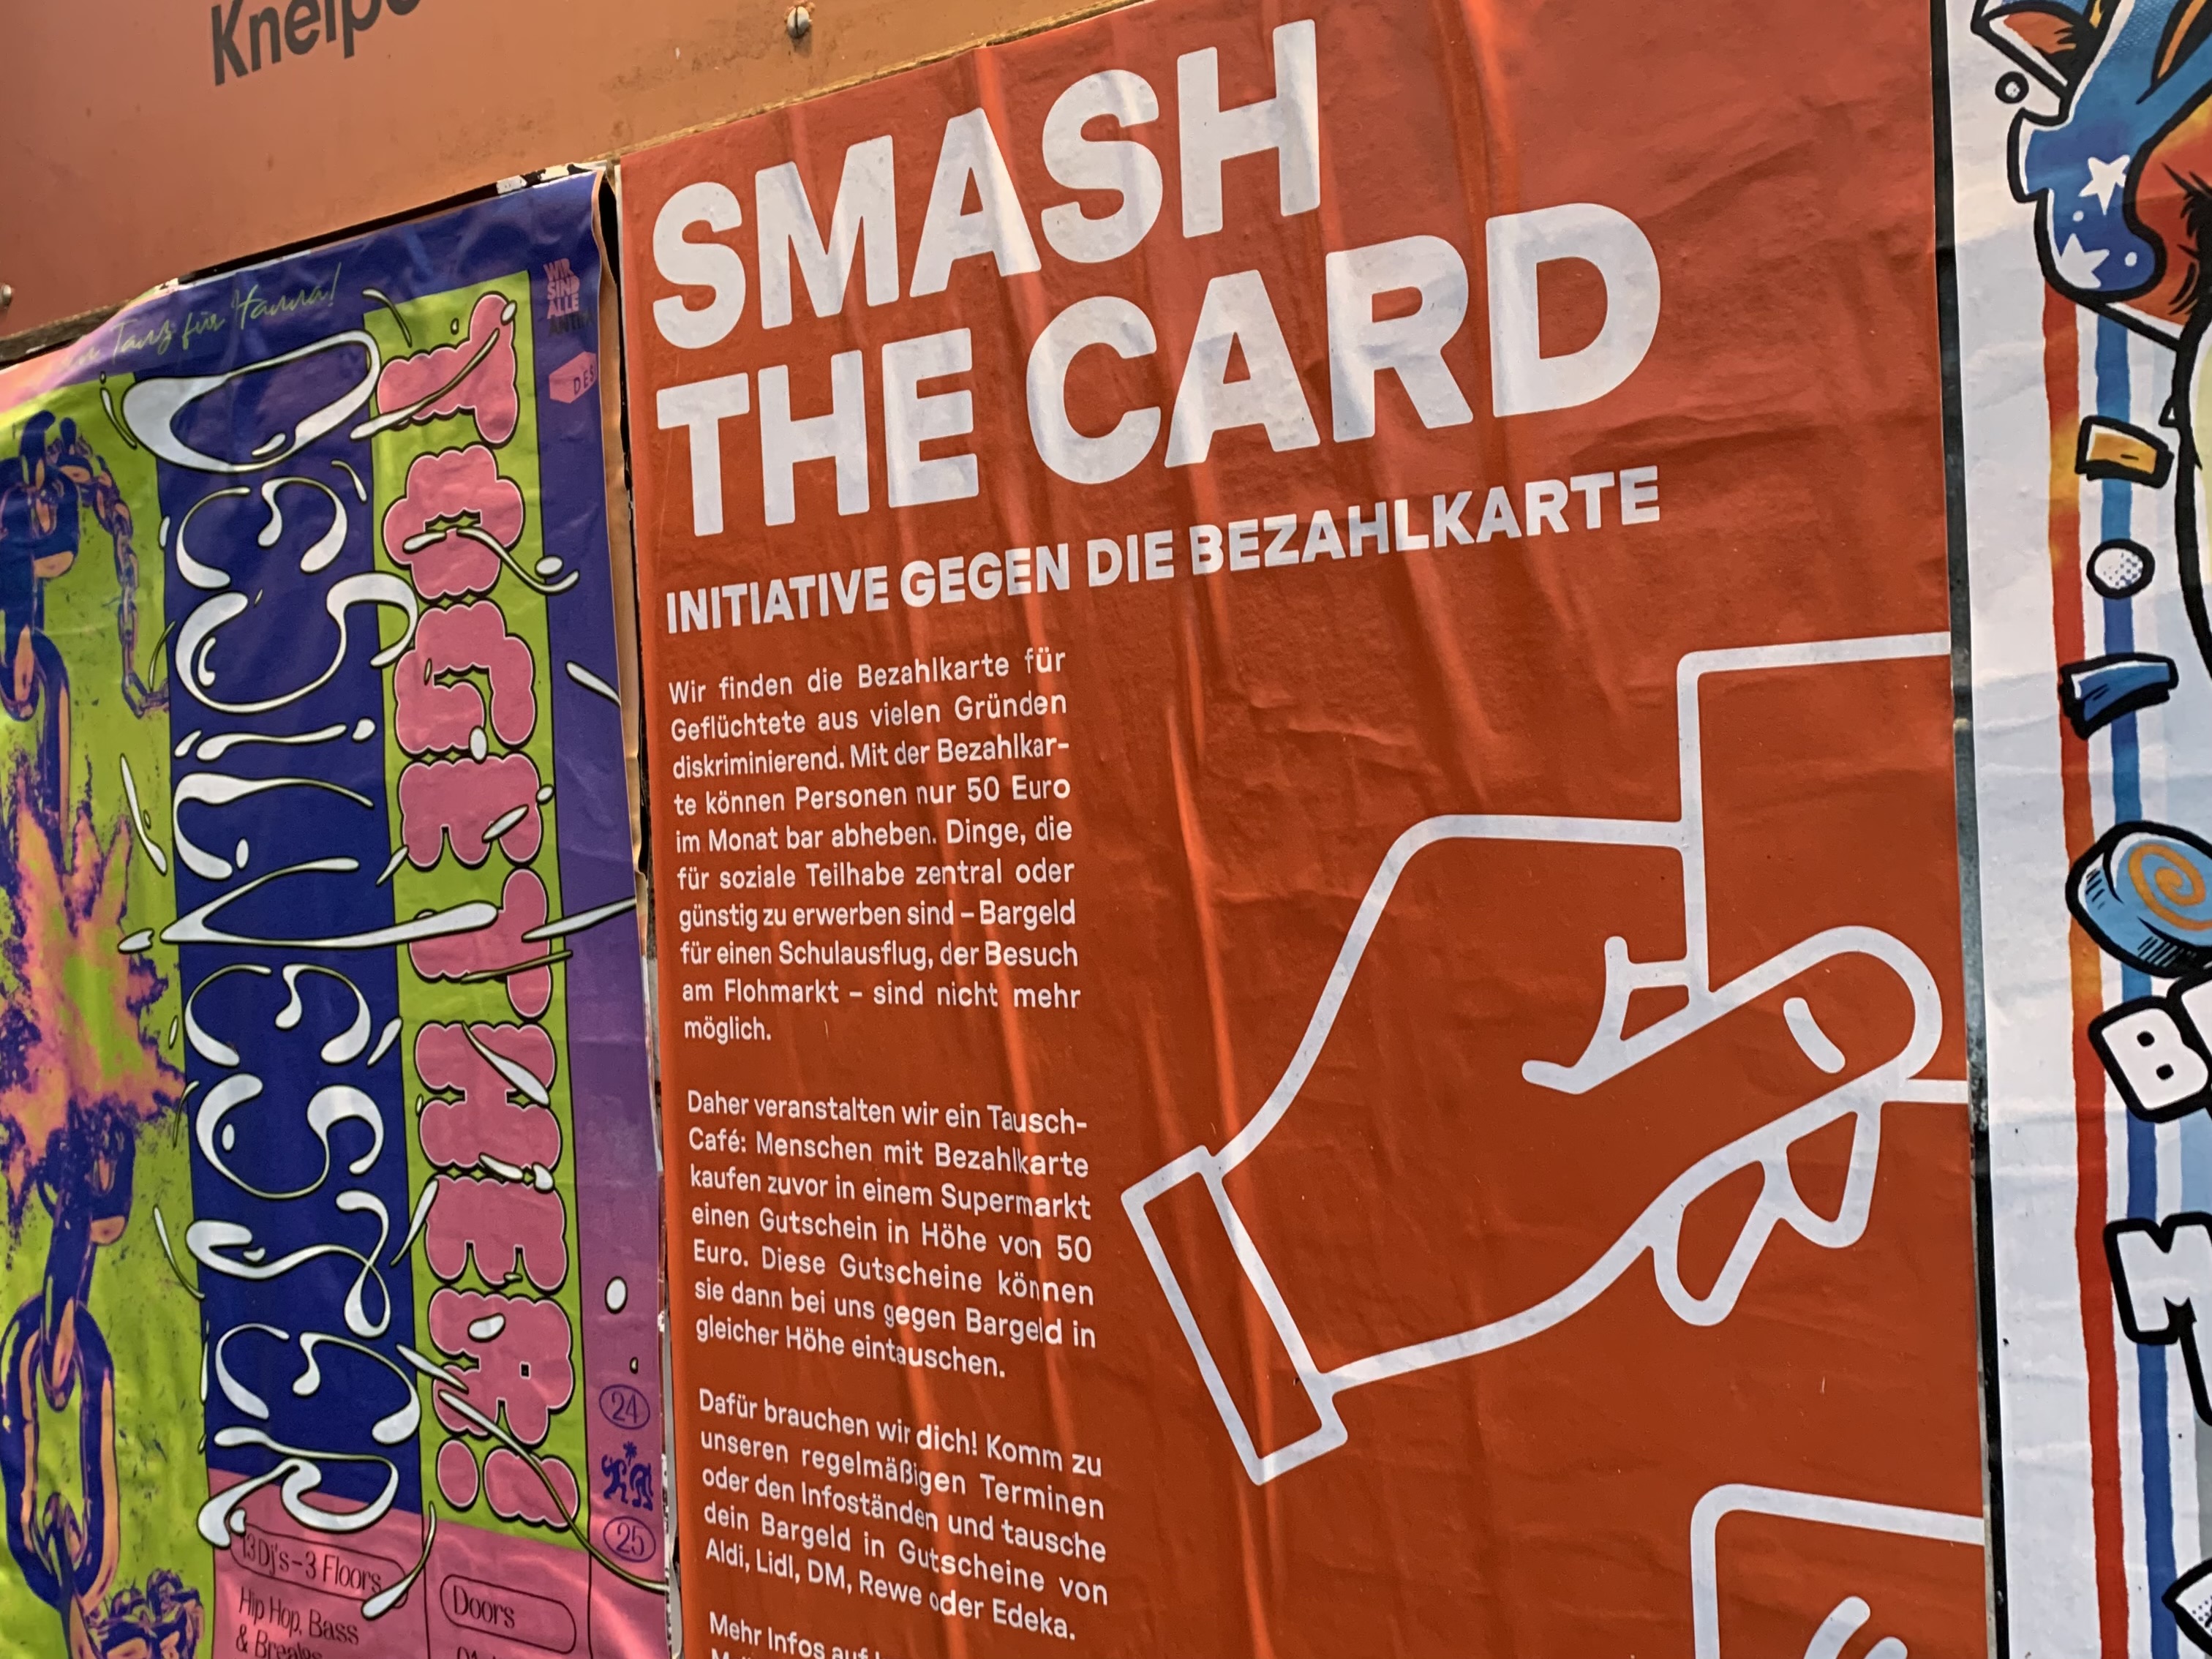 Tanz für Hanna!
WIR
SIND
ALLE
DES
TOGETHER!
24
25
13 Dj's – 3 Floors
Hip Hop, Bass
Doors
SMASH
THE CARD
INITIATIVE GEGEN DIE BEZAHLKARTE
Wir finden die Bezahlkarte für
Geflüchtete aus vielen Gründen
diskriminierend. Mit der Bezahlkar-
te können Personen nur 50 Euro
im Monat bar abheben. Dinge, die
für soziale Teilhabe zentral oder
günstig zu erwerben sind – Bargeld
für einen Schulausflug, der Besuch
am Flohmarkt – sind nicht mehr
möglich.
Daher veranstalten wir ein Tausch-
Café: Menschen mit Bezahlkarte
kaufen zuvor in einem Supermarkt
einen Gutschein in Höhe von 50
Euro. Diese Gutscheine können
sie dann bei uns gegen Bargeld in
gleicher Höhe eintauschen.
Dafür brauchen wir dich! Komm zu
unseren regelmäßigen Terminen
oder den Infoständen und tausche
dein Bargeld in Gutscheine von
Aldi, Lidl, DM, Rewe oder Edeka.
Mehr Infos auf
B
M